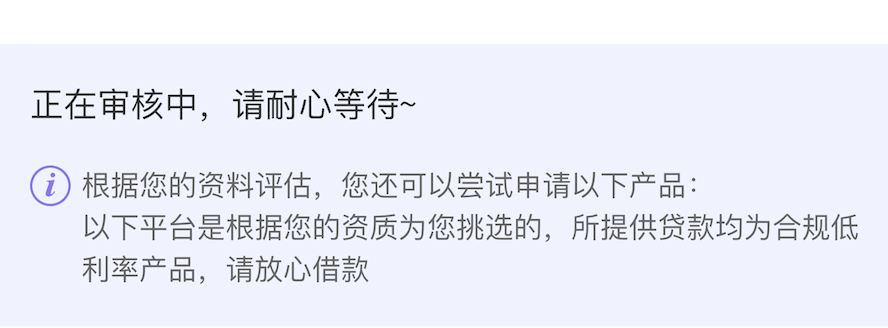 正在审核中，请耐心等待~
根据您的资料评估，您还可以尝试申请以下产品：
以下平台是根据您的资质为您挑选的，所提供贷款均为合规低
利率产品，请放心借款